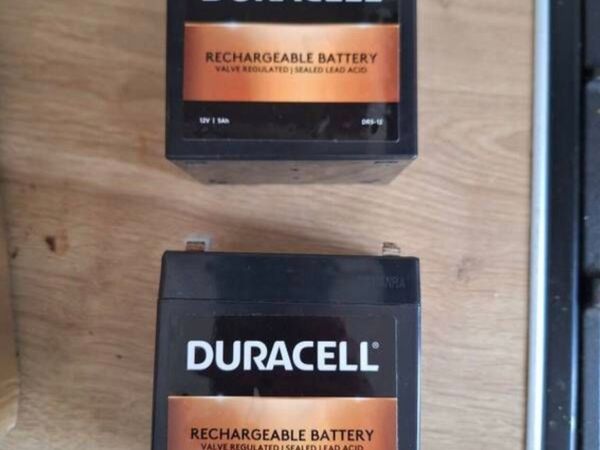 DURACELL
RECHARGEABLE BATTERY
VALVE REGULATED | SEALED LEAD ACID
12V | 5Ah DR5-12
DURACELL®
RECHARGEABLE BATTERY
VALVE REGULATED | SEALED LEAD ACID